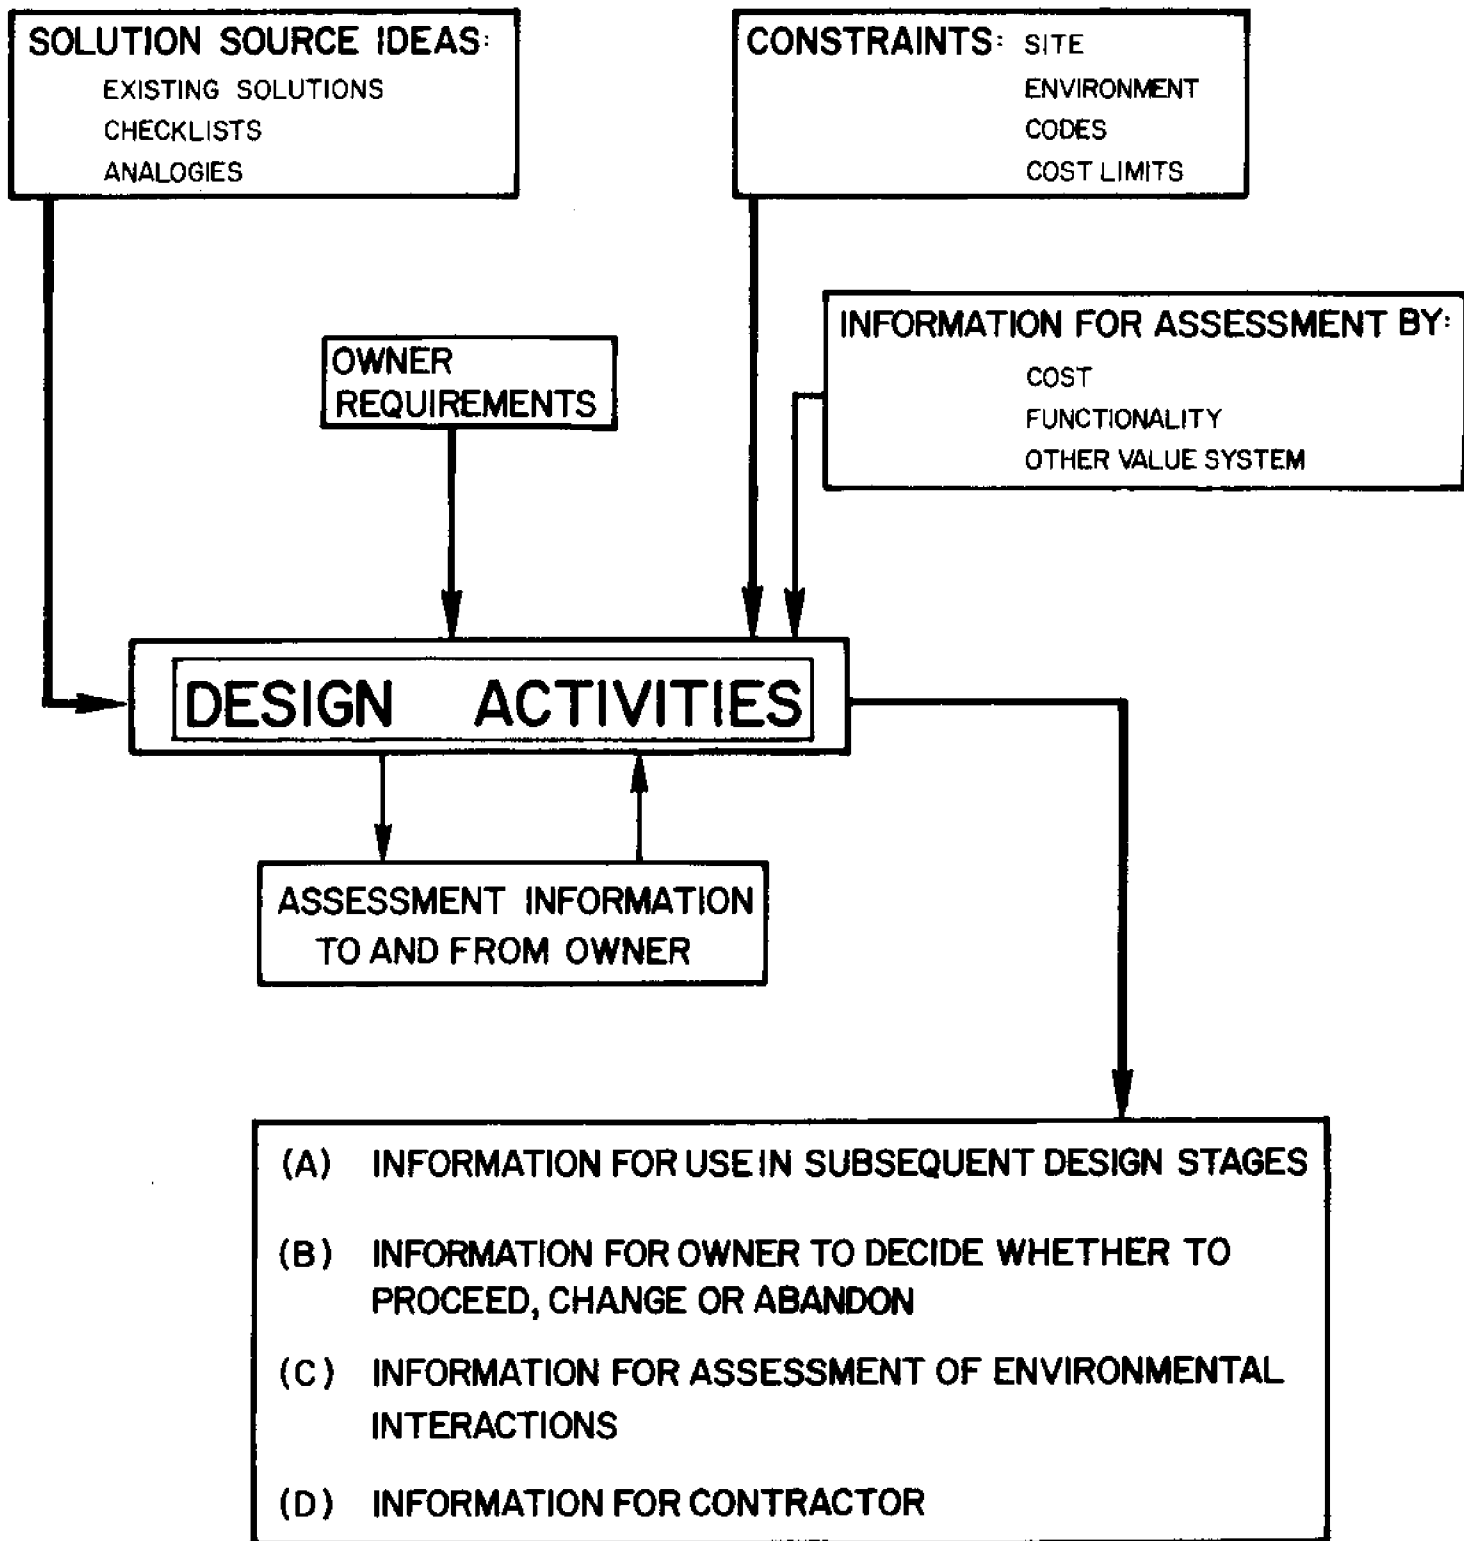 SOLUTION SOURCE IDEAS:
EXISTING SOLUTIONS
CHECKLISTS
ANALOGIES
CONSTRAINTS: SITE
ENVIRONMENT
CODES
COST LIMITS
INFORMATION FOR ASSESSMENT BY:
COST
FUNCTIONALITY
OTHER VALUE SYSTEM
OWNER
REQUIREMENTS
DESIGN ACTIVITIES
ASSESSMENT INFORMATION
TO AND FROM OWNER
(A) INFORMATION FOR USE IN SUBSEQUENT DESIGN STAGES
(B) INFORMATION FOR OWNER TO DECIDE WHETHER TO
PROCEED, CHANGE OR ABANDON
(C) INFORMATION FOR ASSESSMENT OF ENVIRONMENTAL
INTERACTIONS
(D) INFORMATION FOR CONTRACTOR